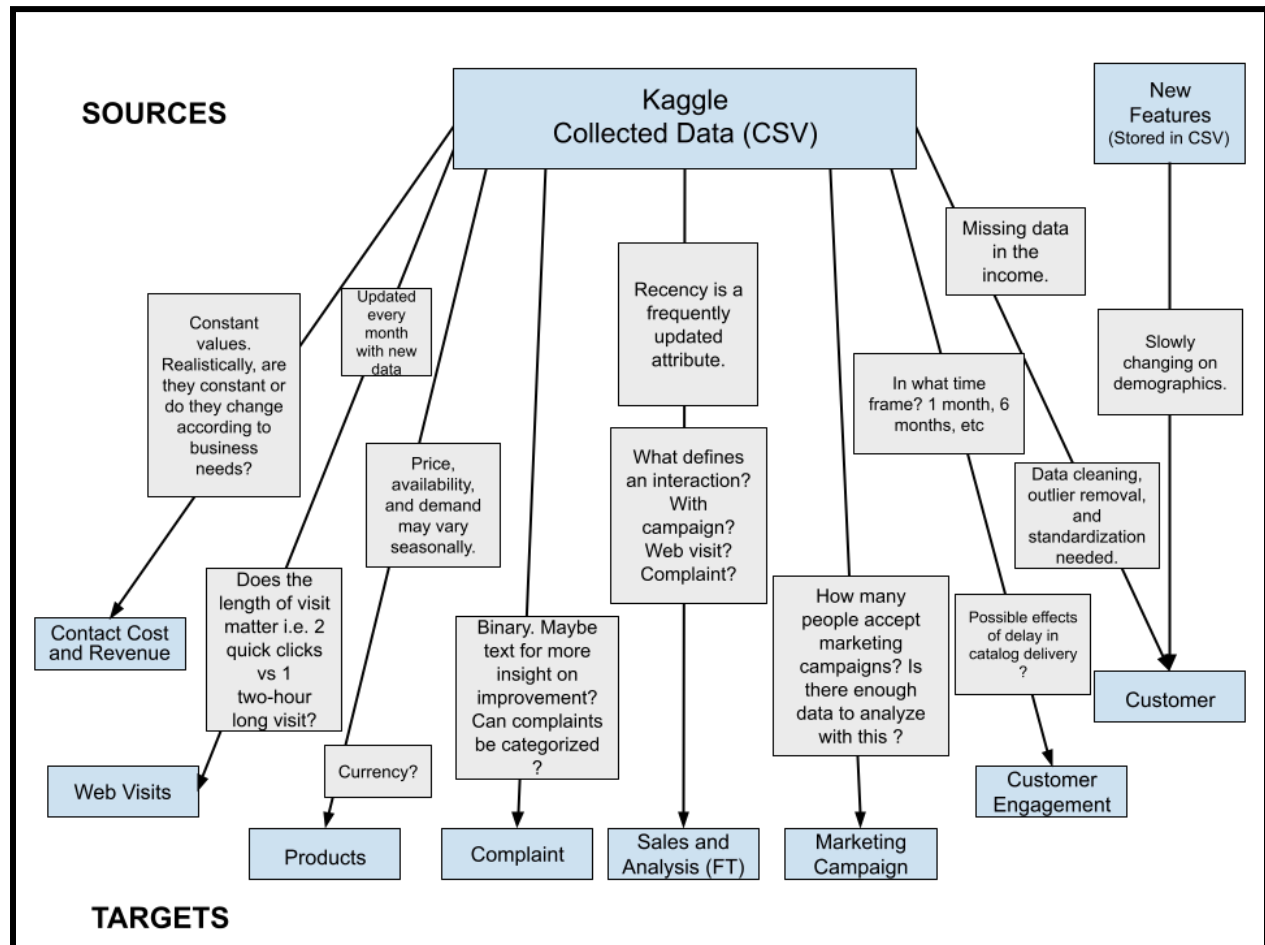 SOURCES
Kaggle
Collected Data (CSV)
New
Features
(Stored in CSV)
Missing data
in the
income.
Recency is a
frequently
updated
attribute.
Updated
every
month
with new
data
Constant
values.
Realistically, are
they constant or
do they change
according to
business
needs?
Slowly
changing on
demographics.
In what time
frame? 1 month, 6
months, etc
Price,
availability,
and demand
may vary
seasonally.
What defines
an interaction?
With
campaign?
Web visit?
Complaint?
Data cleaning,
outlier removal,
and
standardization
needed.
Does the
length of visit
matter i.e. 2
quick clicks
vs 1
two-hour
long visit?
How many
people accept
marketing
campaigns? Is
there enough
data to analyze
with this ?
Possible effects
of delay in
catalog delivery
?
Binary. Maybe
text for more
insight on
improvement?
Can complaints
be categorized
?
Currency?
Contact Cost
and Revenue
Customer
Web Visits
Customer
Engagement
Products
Complaint
Sales and
Analysis (FT)
Marketing
Campaign
TARGETS